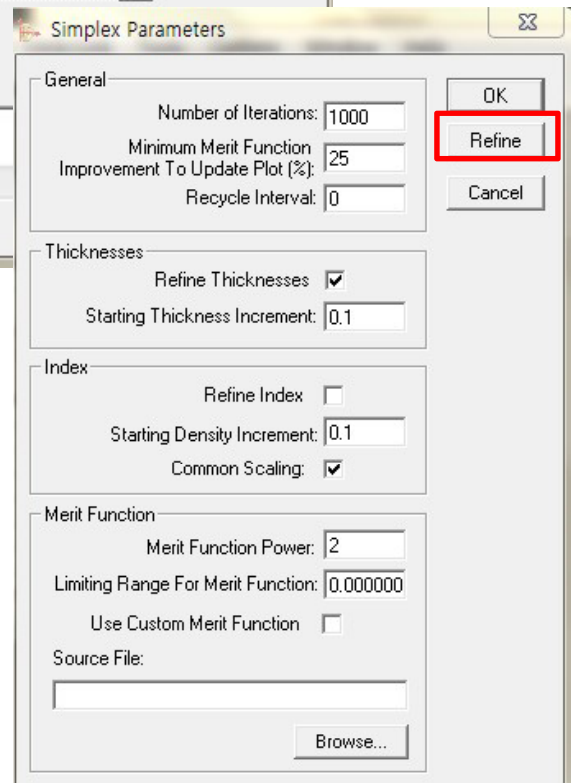 Simplex Parameters
General
Number of Iterations: 1000
Minimum Merit Function
Improvement To Update Plot (%): 25
Recycle Interval: 0
OK
Refine
Cancel
Thicknesses
Refine Thicknesses
Starting Thickness Increment: 0.1
Index
Refine Index
Starting Density Increment: 0.1
Common Scaling:
Merit Function
Merit Function Power: 2
Limiting Range For Merit Function: 0.000000
Use Custom Merit Function
Source File:
Browse...